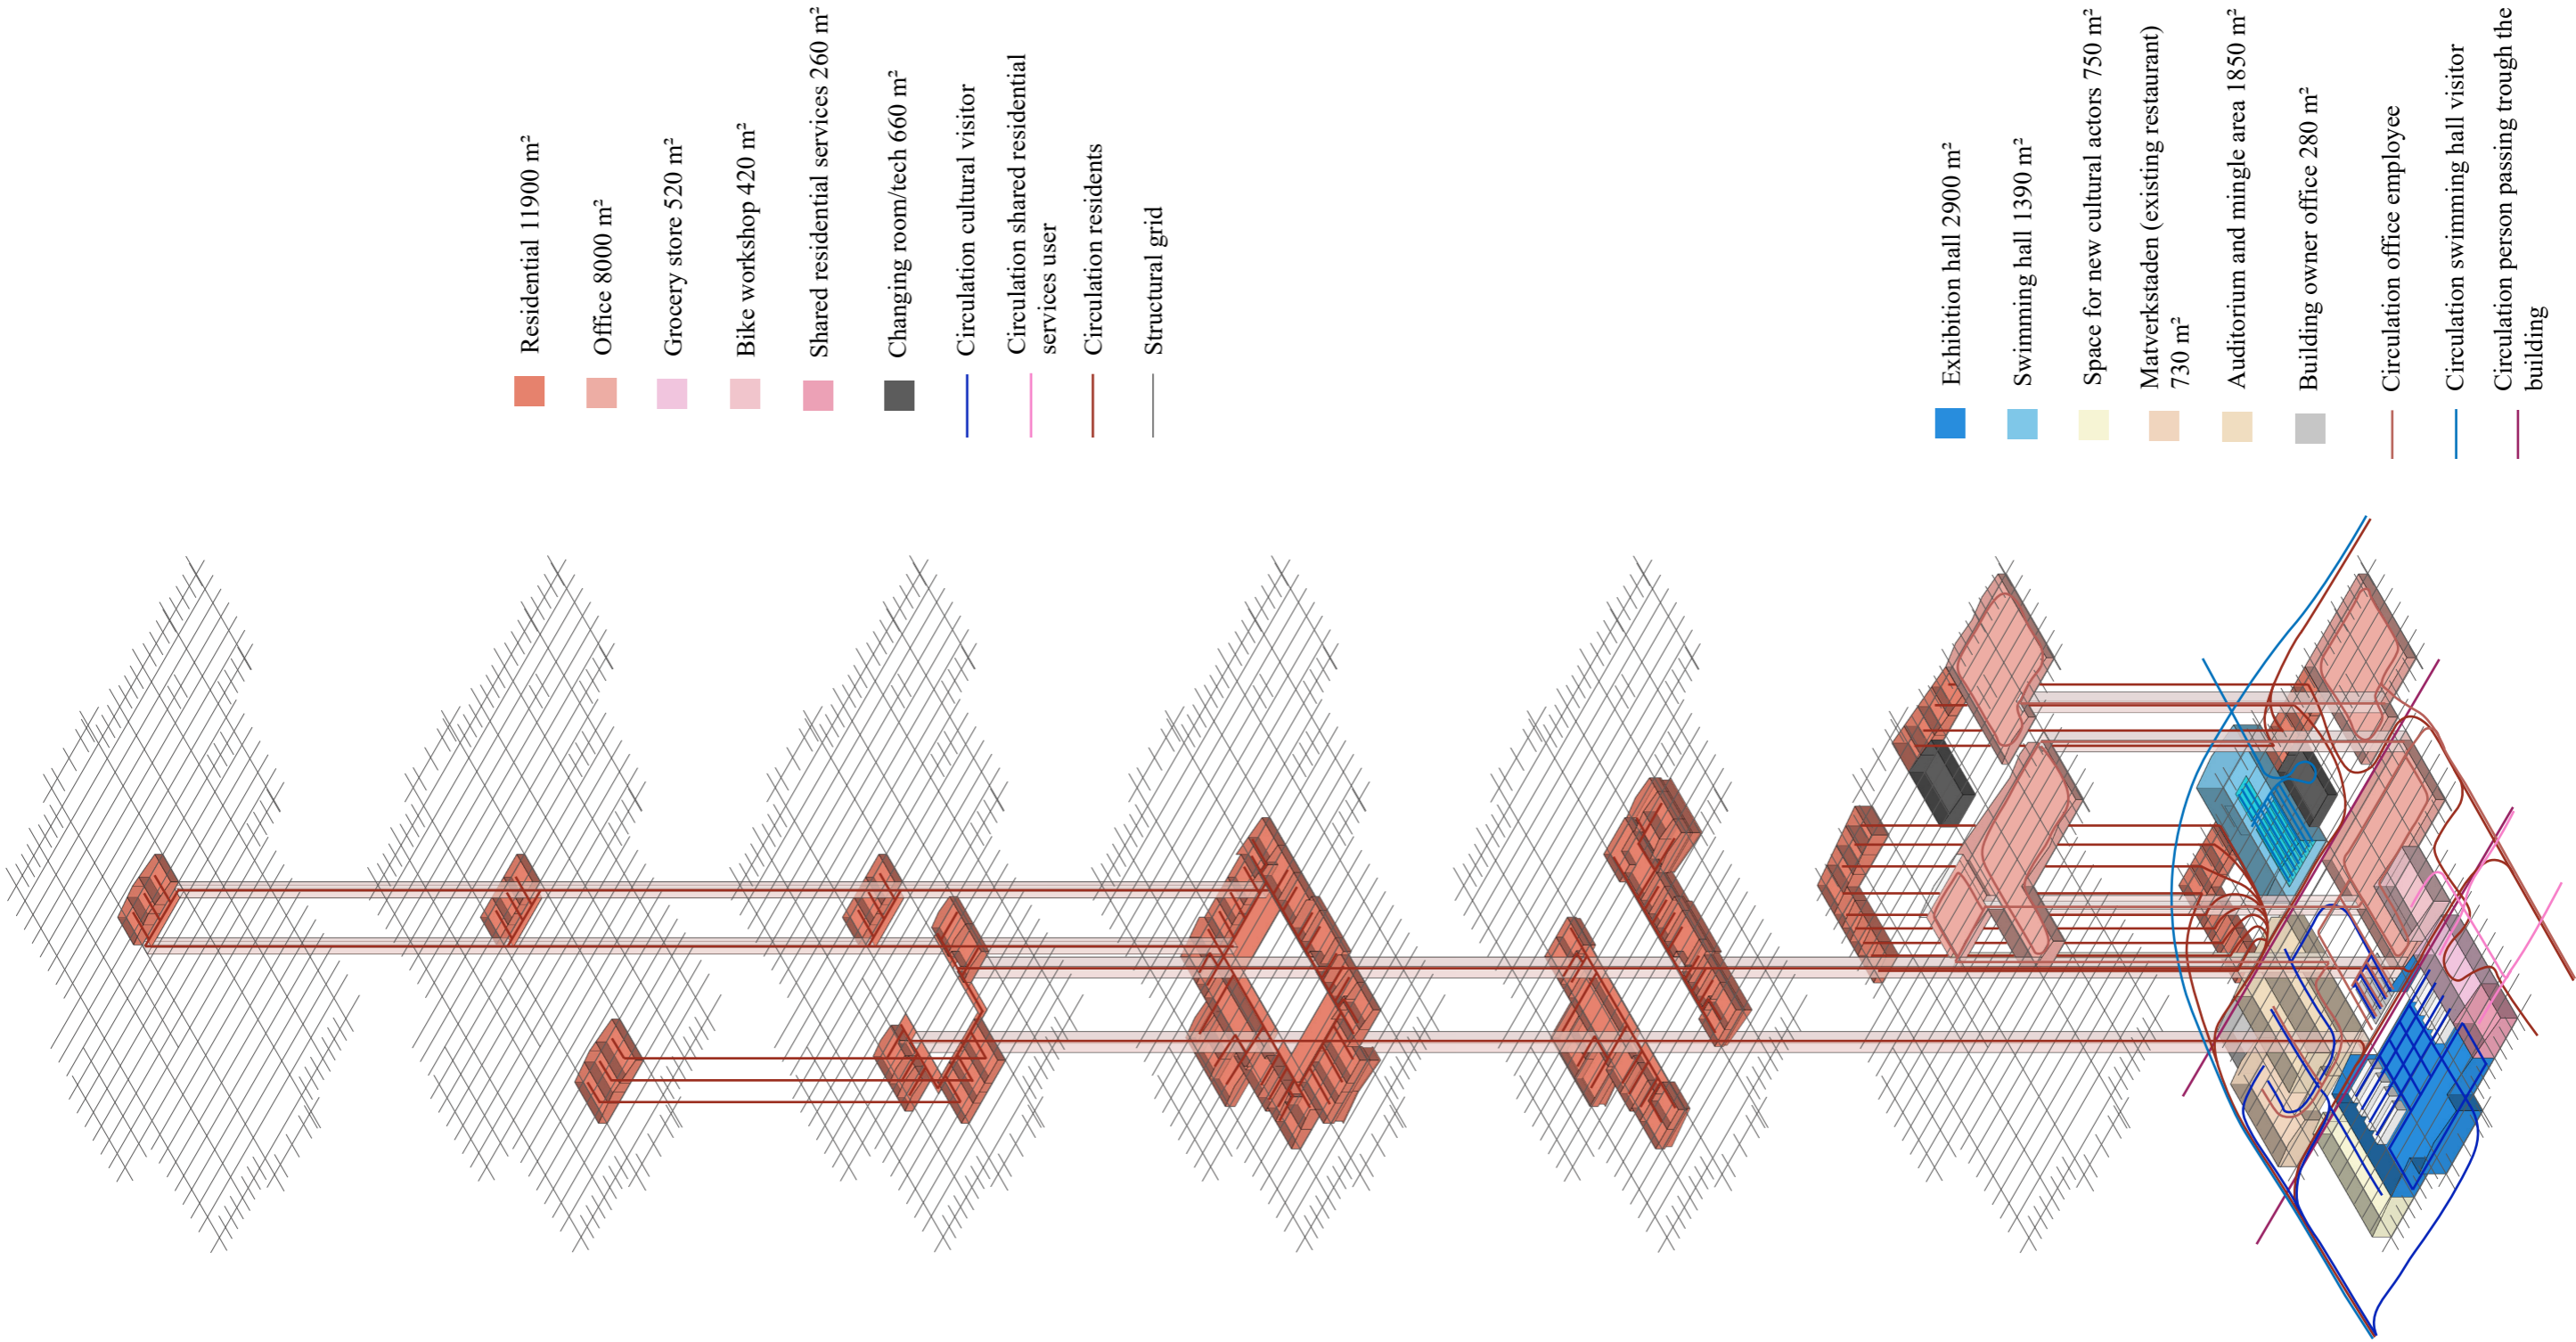 Residential 11900 m²
Office 8000 m²
Grocery store 520 m²
Bike workshop 420 m²
Shared residential services 260 m²
Changing room/tech 660 m²
Circulation cultural visitor
Circulation shared residential
services user
Circulation residents
Structural grid
Exhibition hall 2900 m²
Swimming hall 1390 m²
Space for new cultural actors 750 m²
Matverkstaden (existing restaurant)
730 m²
Auditorium and mingle area 1850 m²
Building owner office 280 m²
Circulation office employee
Circulation swimming hall visitor
Circulation person passing trough the
building